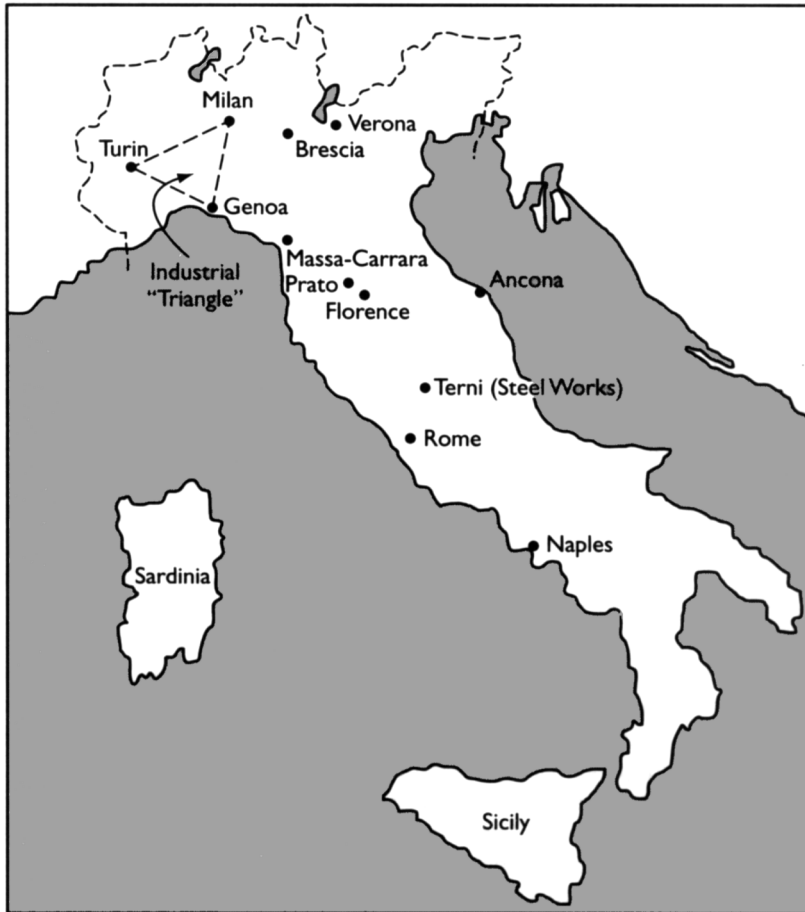 Milan
Verona
Turin
Brescia
Genoa
Industrial
"Triangle"
Massa-Carrara
Prato
Florence
Ancona
Terni (Steel Works)
Rome
Naples
Sardinia
Sicily